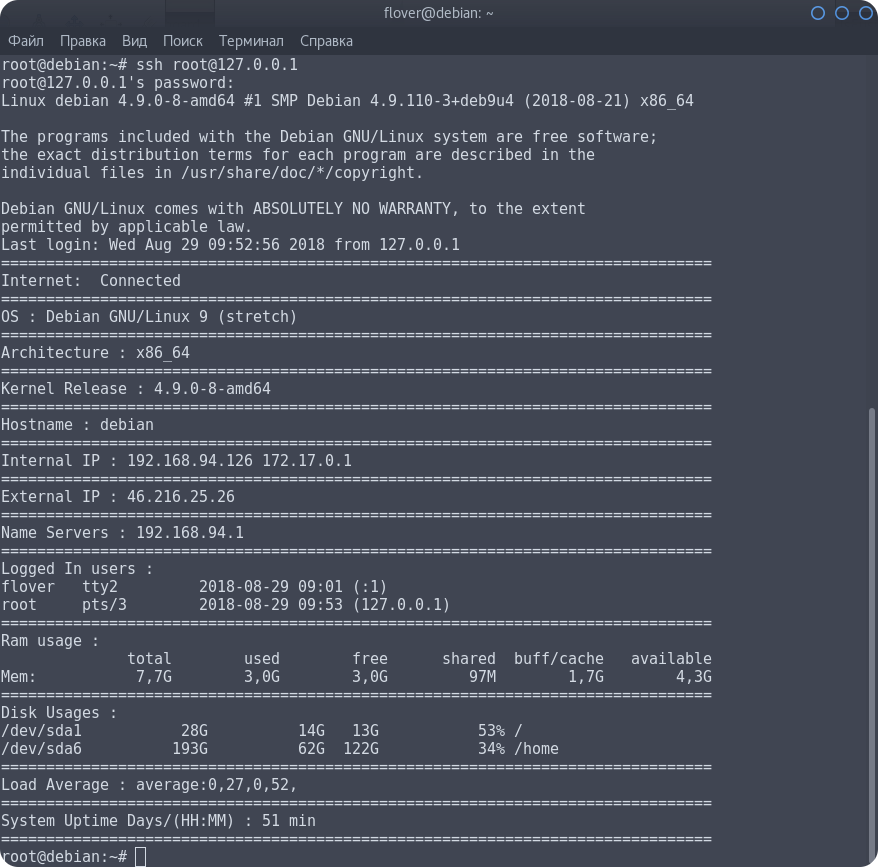 flover@debian: ~
Файл Правка Вид Поиск Терминал Справка
root@debian:~# ssh root@127.0.0.1
root@127.0.0.1's password:
Linux debian 4.9.0-8-amd64 #1 SMP Debian 4.9.110-3+deb9u4 (2018-08-21) x86_64
The programs included with the Debian GNU/Linux system are free software;
the exact distribution terms for each program are described in the
individual files in /usr/share/doc/*/copyright.
Debian GNU/Linux comes with ABSOLUTELY NO WARRANTY, to the extent
permitted by applicable law.
Last login: Wed Aug 29 09:52:56 2018 from 127.0.0.1
===============================================================================
Internet:  Connected
===============================================================================
OS : Debian GNU/Linux 9 (stretch)
===============================================================================
Architecture : x86_64
===============================================================================
Kernel Release : 4.9.0-8-amd64
===============================================================================
Hostname : debian
===============================================================================
Internal IP : 192.168.94.126 172.17.0.1
===============================================================================
External IP : 46.216.25.26
===============================================================================
Name Servers : 192.168.94.1
===============================================================================
Logged In users :
flover   tty2         2018-08-29 09:01 (:1)
root     pts/3        2018-08-29 09:53 (127.0.0.1)
===============================================================================
Ram usage :
              total        used        free      shared  buff/cache   available
Mem:           7,7G        3,0G        3,0G         97M        1,7G        4,3G
===============================================================================
Disk Usages :
/dev/sda1           28G          14G   13G           53% /
/dev/sda6          193G          62G  122G           34% /home
===============================================================================
Load Average : average:0,27,0,52,
===============================================================================
System Uptime Days/(HH:MM) : 51 min
===============================================================================
root@debian:~#